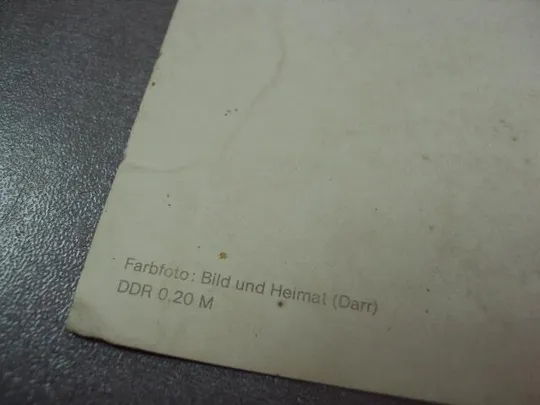 Farbfoto: Bild und Heimat (Darr)
DDR 0,20 M